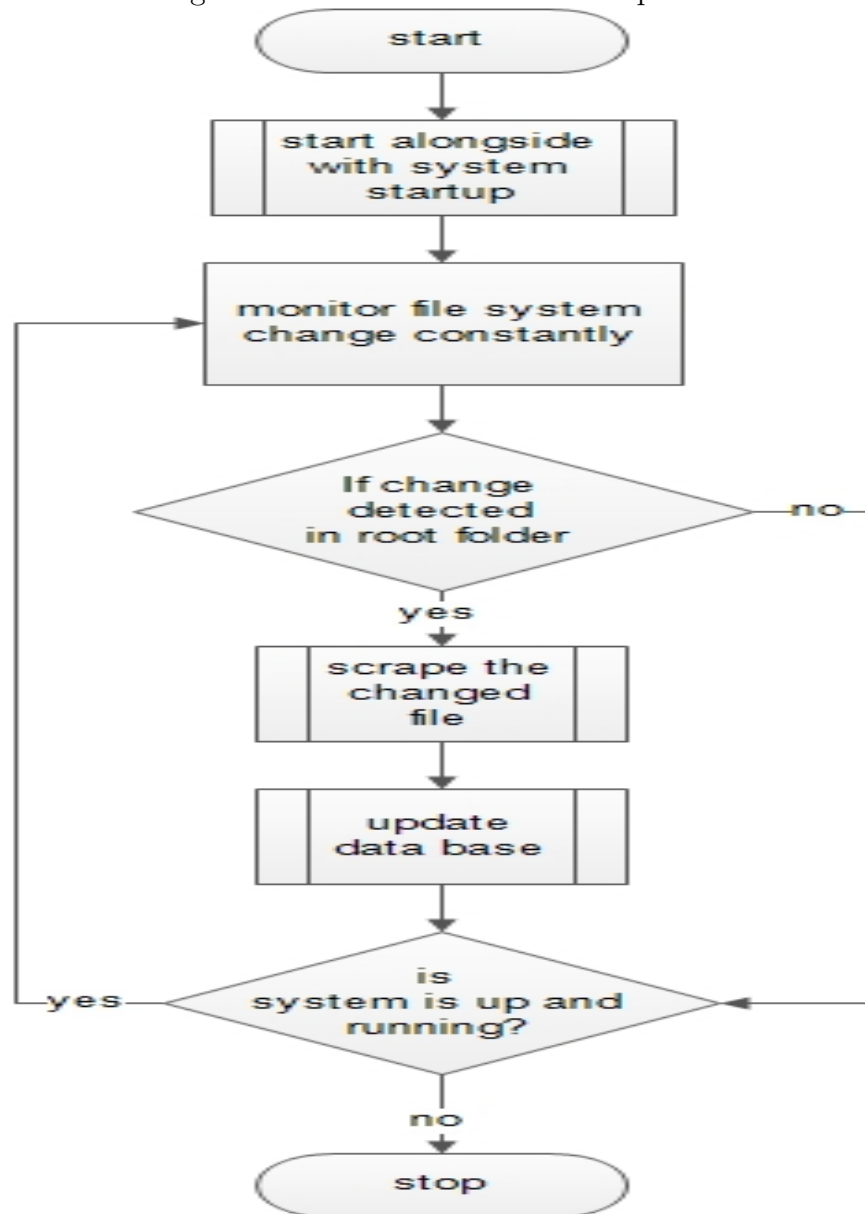 start
start alongside
with system
startup
monitor file system
change constantly
If change
detected
in root folder
no
yes
scrape the
changed
file
update
data base
is
system is up and
running?
yes
no
stop